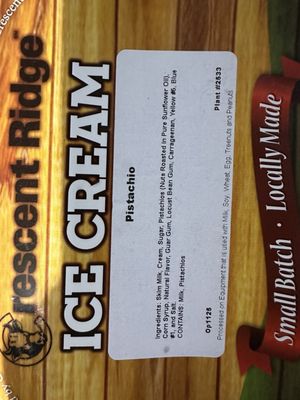 Crescent Ridge
ICE CREAM
Pistachio
Ingredients: Skim Milk, Cream, Sugar, Pistachios (Nuts Roasted in Pure Sunflower Oil),
Corn Syrup, Natural Flavor, Guar Gum, Locust Bean Gum, Carrageenan, Yellow #5, Blue
#1, and Salt.
CONTAINS: Milk, Pistachios
Op1125
Plant #2533
Processed on Equipment that is used with Milk, Soy, Wheat, Egg, Treenuts and Peanuts
Small Batch · Locally Made